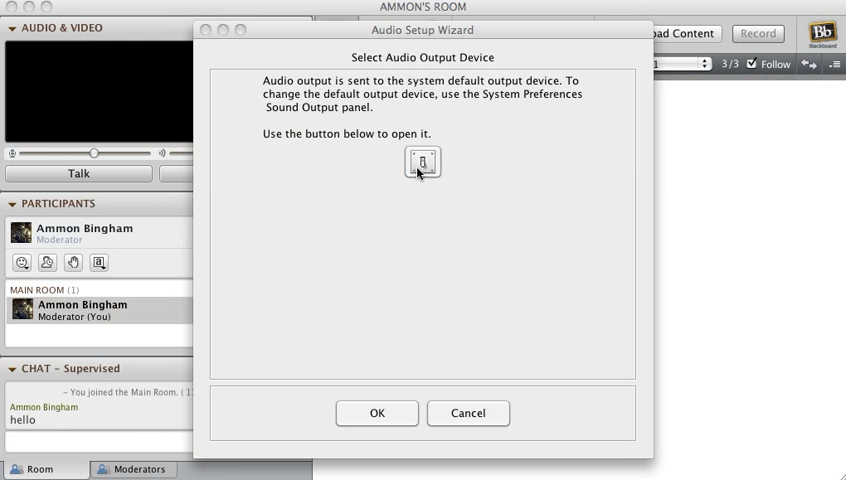 AMMON'S ROOM
AUDIO & VIDEO
Talk
PARTICIPANTS
Ammon Bingham
Moderator
MAIN ROOM (1)
Ammon Bingham
Moderator (You)
CHAT – Supervised
– You joined the Main Room. (
Ammon Bingham
hello
Room
Moderators
Audio Setup Wizard
Select Audio Output Device
Audio output is sent to the system default output device. To
change the default output device, use the System Preferences
Sound Output panel.
Use the button below to open it.
OK
Cancel
oad Content
Record
Bb
Blackboard
1
3/3
Follow